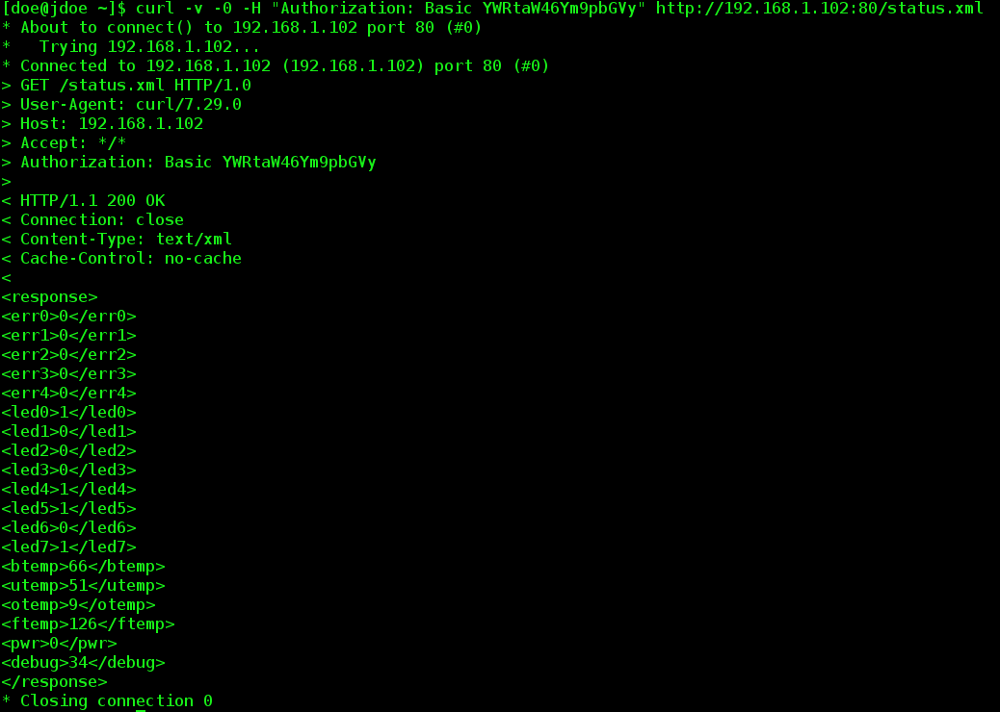 [doe@jdoe ~]$ curl -v -0 -H "Authorization: Basic YWRtaW46Ym9pbGVy" http://192.168.1.102:80/status.xml
* About to connect() to 192.168.1.102 port 80 (#0)
*   Trying 192.168.1.102...
* Connected to 192.168.1.102 (192.168.1.102) port 80 (#0)
> GET /status.xml HTTP/1.0
> User-Agent: curl/7.29.0
> Host: 192.168.1.102
> Accept: */*
> Authorization: Basic YWRtaW46Ym9pbGVy
>
< HTTP/1.1 200 OK
< Connection: close
< Content-Type: text/xml
< Cache-Control: no-cache
<
<response>
<err0>0</err0>
<err1>0</err1>
<err2>0</err2>
<err3>0</err3>
<err4>0</err4>
<led0>1</led0>
<led1>0</led1>
<led2>0</led2>
<led3>0</led3>
<led4>1</led4>
<led5>1</led5>
<led6>0</led6>
<led7>1</led7>
<btemp>66</btemp>
<utemp>51</utemp>
<otemp>9</otemp>
<ftemp>126</ftemp>
<pwr>0</pwr>
<debug>34</debug>
</response>
* Closing connection 0